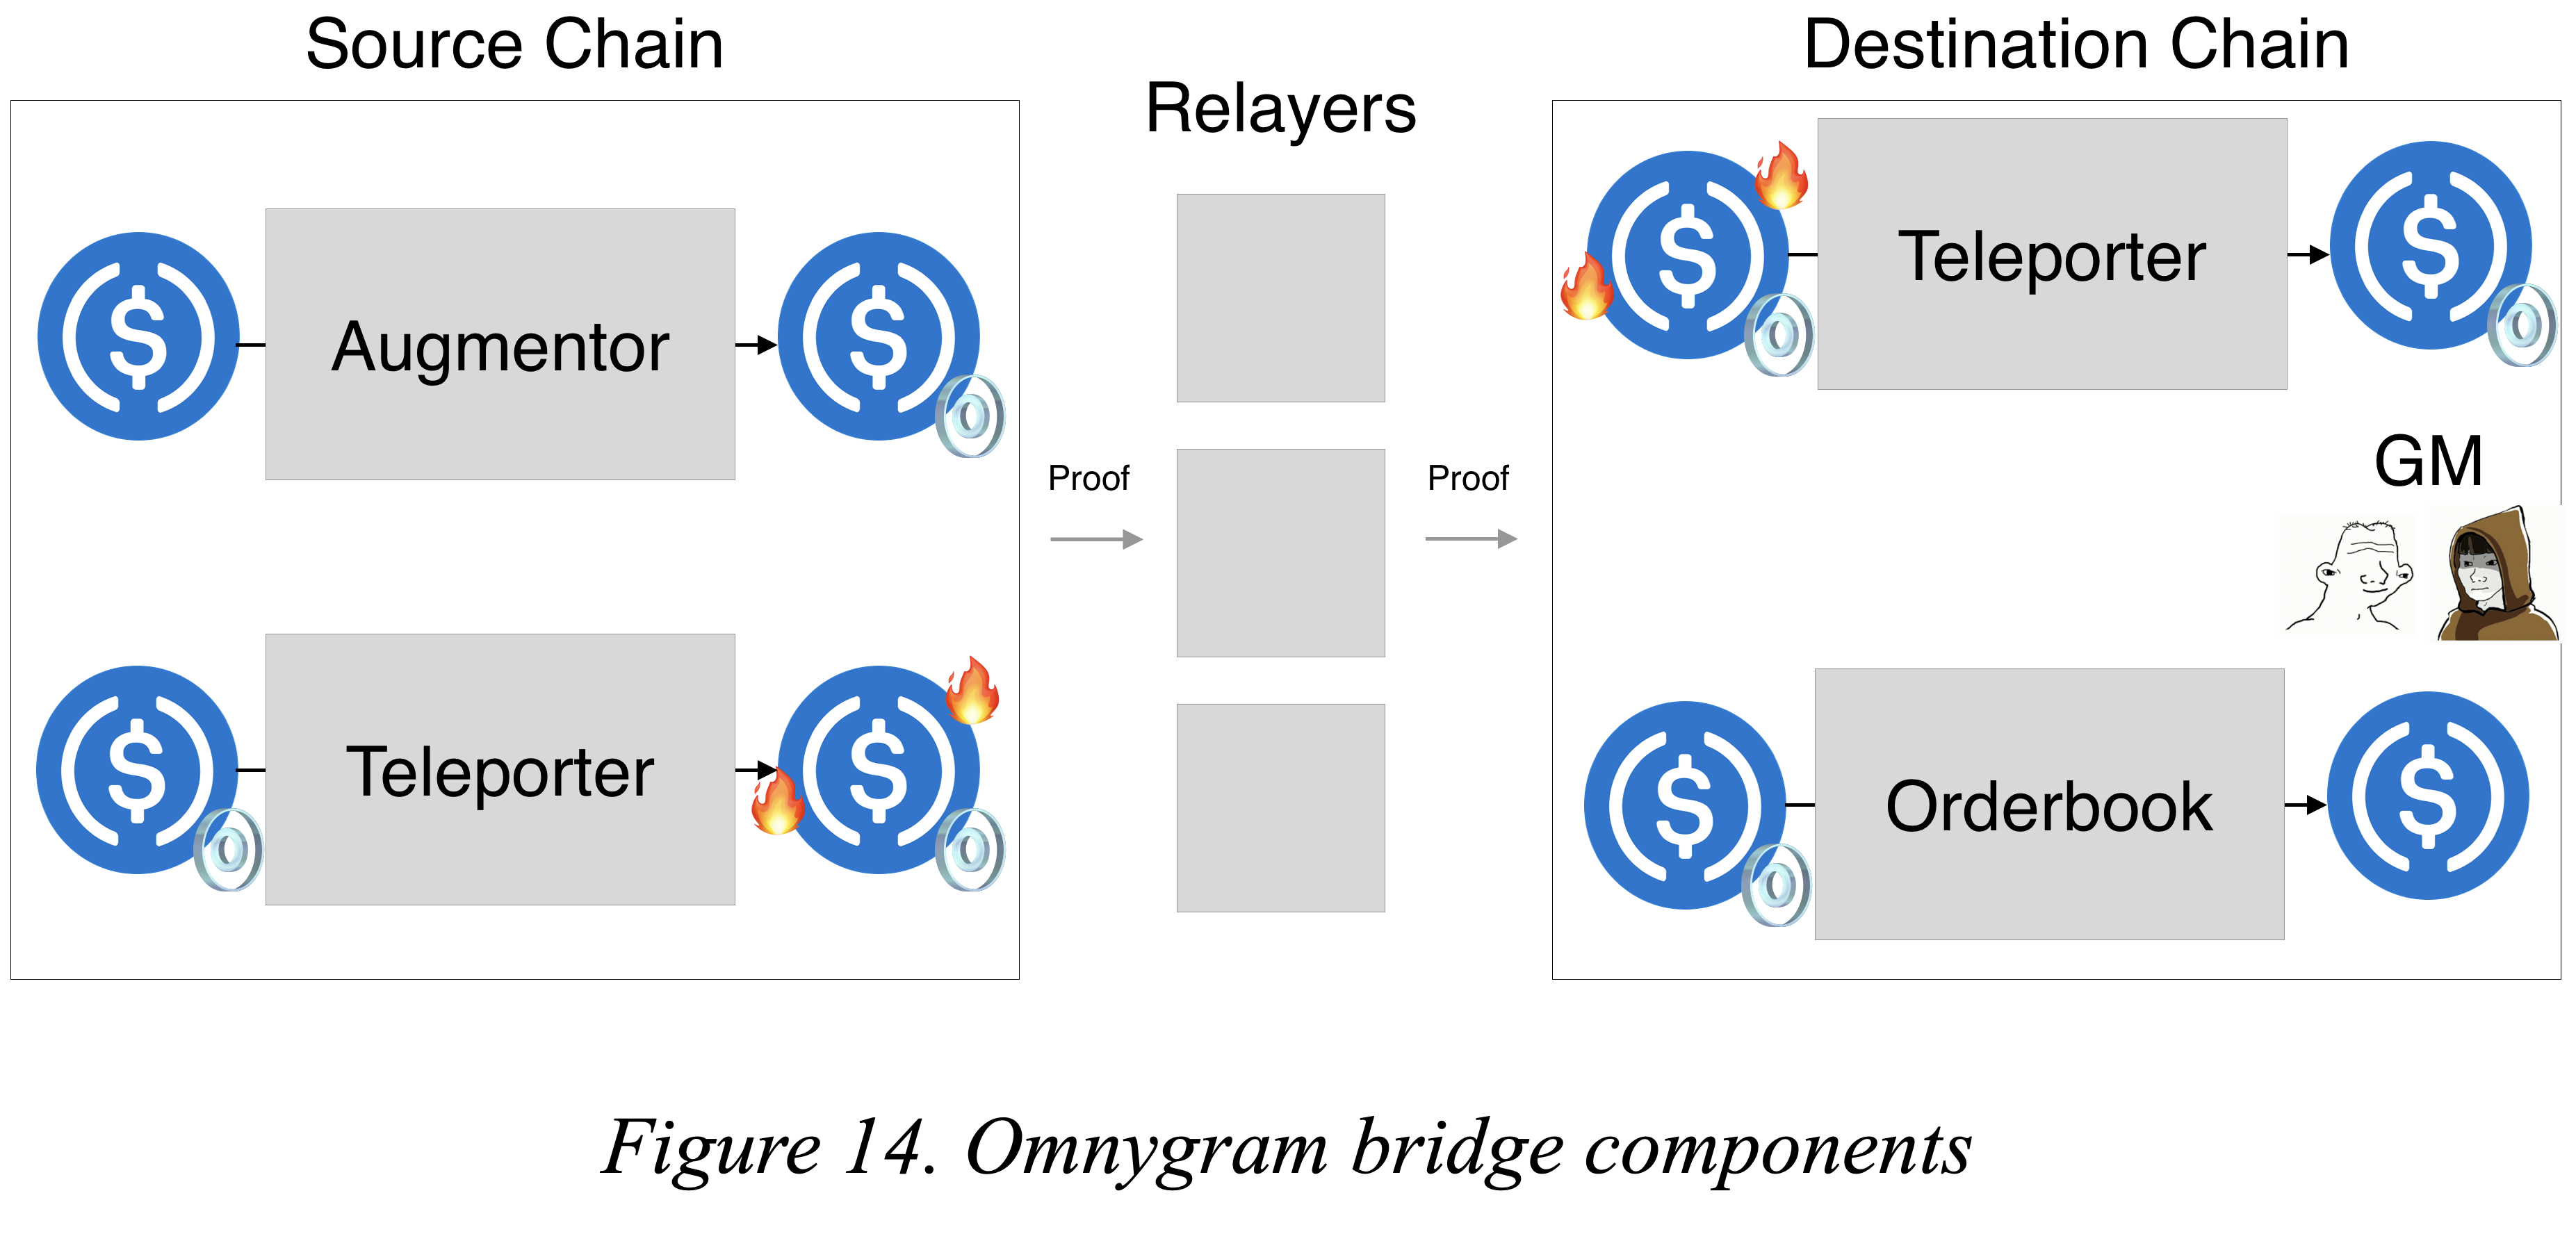 Source Chain
Relayers
Destination Chain
$
Augmentor
$
$
Teleporter
$
Proof
Proof
$
Teleporter
$
GM
$
Orderbook
$
Figure 14. Omnygram bridge components